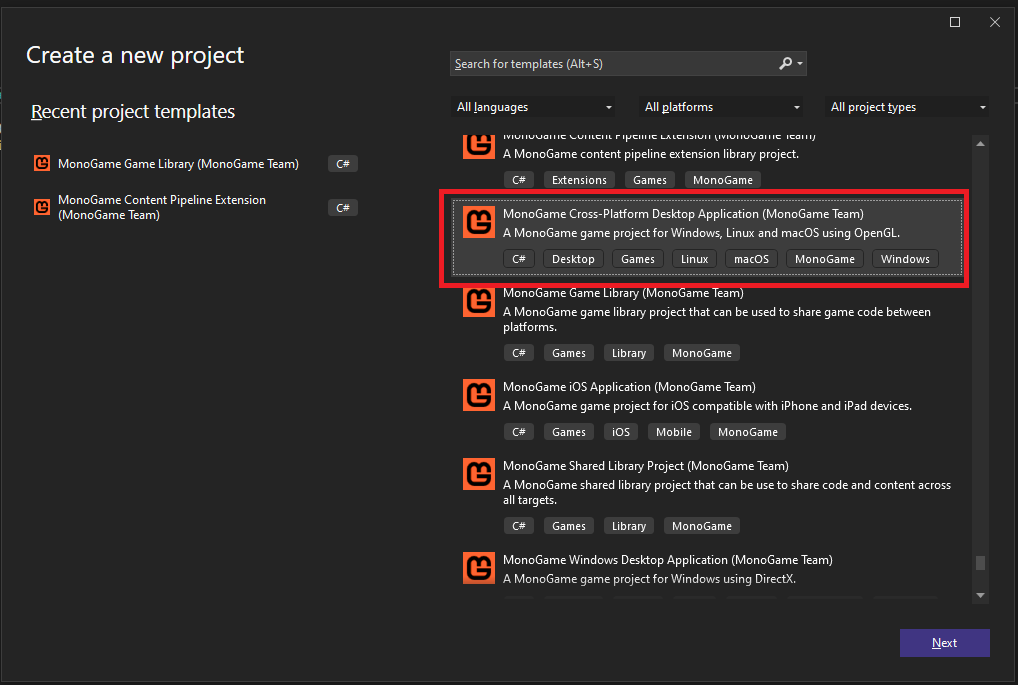 Create a new project
Search for templates (Alt+S)
All languages
All platforms
All project types
Recent project templates
MonoGame Game Library (MonoGame Team)
C#
MonoGame Content Pipeline Extension
(MonoGame Team)
C#
MonoGame Content Pipeline Extension (MonoGame Team)
A MonoGame content pipeline extension library project.
C# Extensions Games MonoGame
MonoGame Cross-Platform Desktop Application (MonoGame Team)
A MonoGame game project for Windows, Linux and macOS using OpenGL.
C# Desktop Games Linux macOS MonoGame Windows
MonoGame Game Library (MonoGame Team)
A MonoGame game library project that can be used to share game code between
platforms.
C# Games Library MonoGame
MonoGame iOS Application (MonoGame Team)
A MonoGame game project for iOS compatible with iPhone and iPad devices.
C# Games iOS Mobile MonoGame
MonoGame Shared Library Project (MonoGame Team)
A MonoGame shared library project that can be use to share code and content across
all targets.
C# Games Library MonoGame
MonoGame Windows Desktop Application (MonoGame Team)
A MonoGame game project for Windows using DirectX.
Next